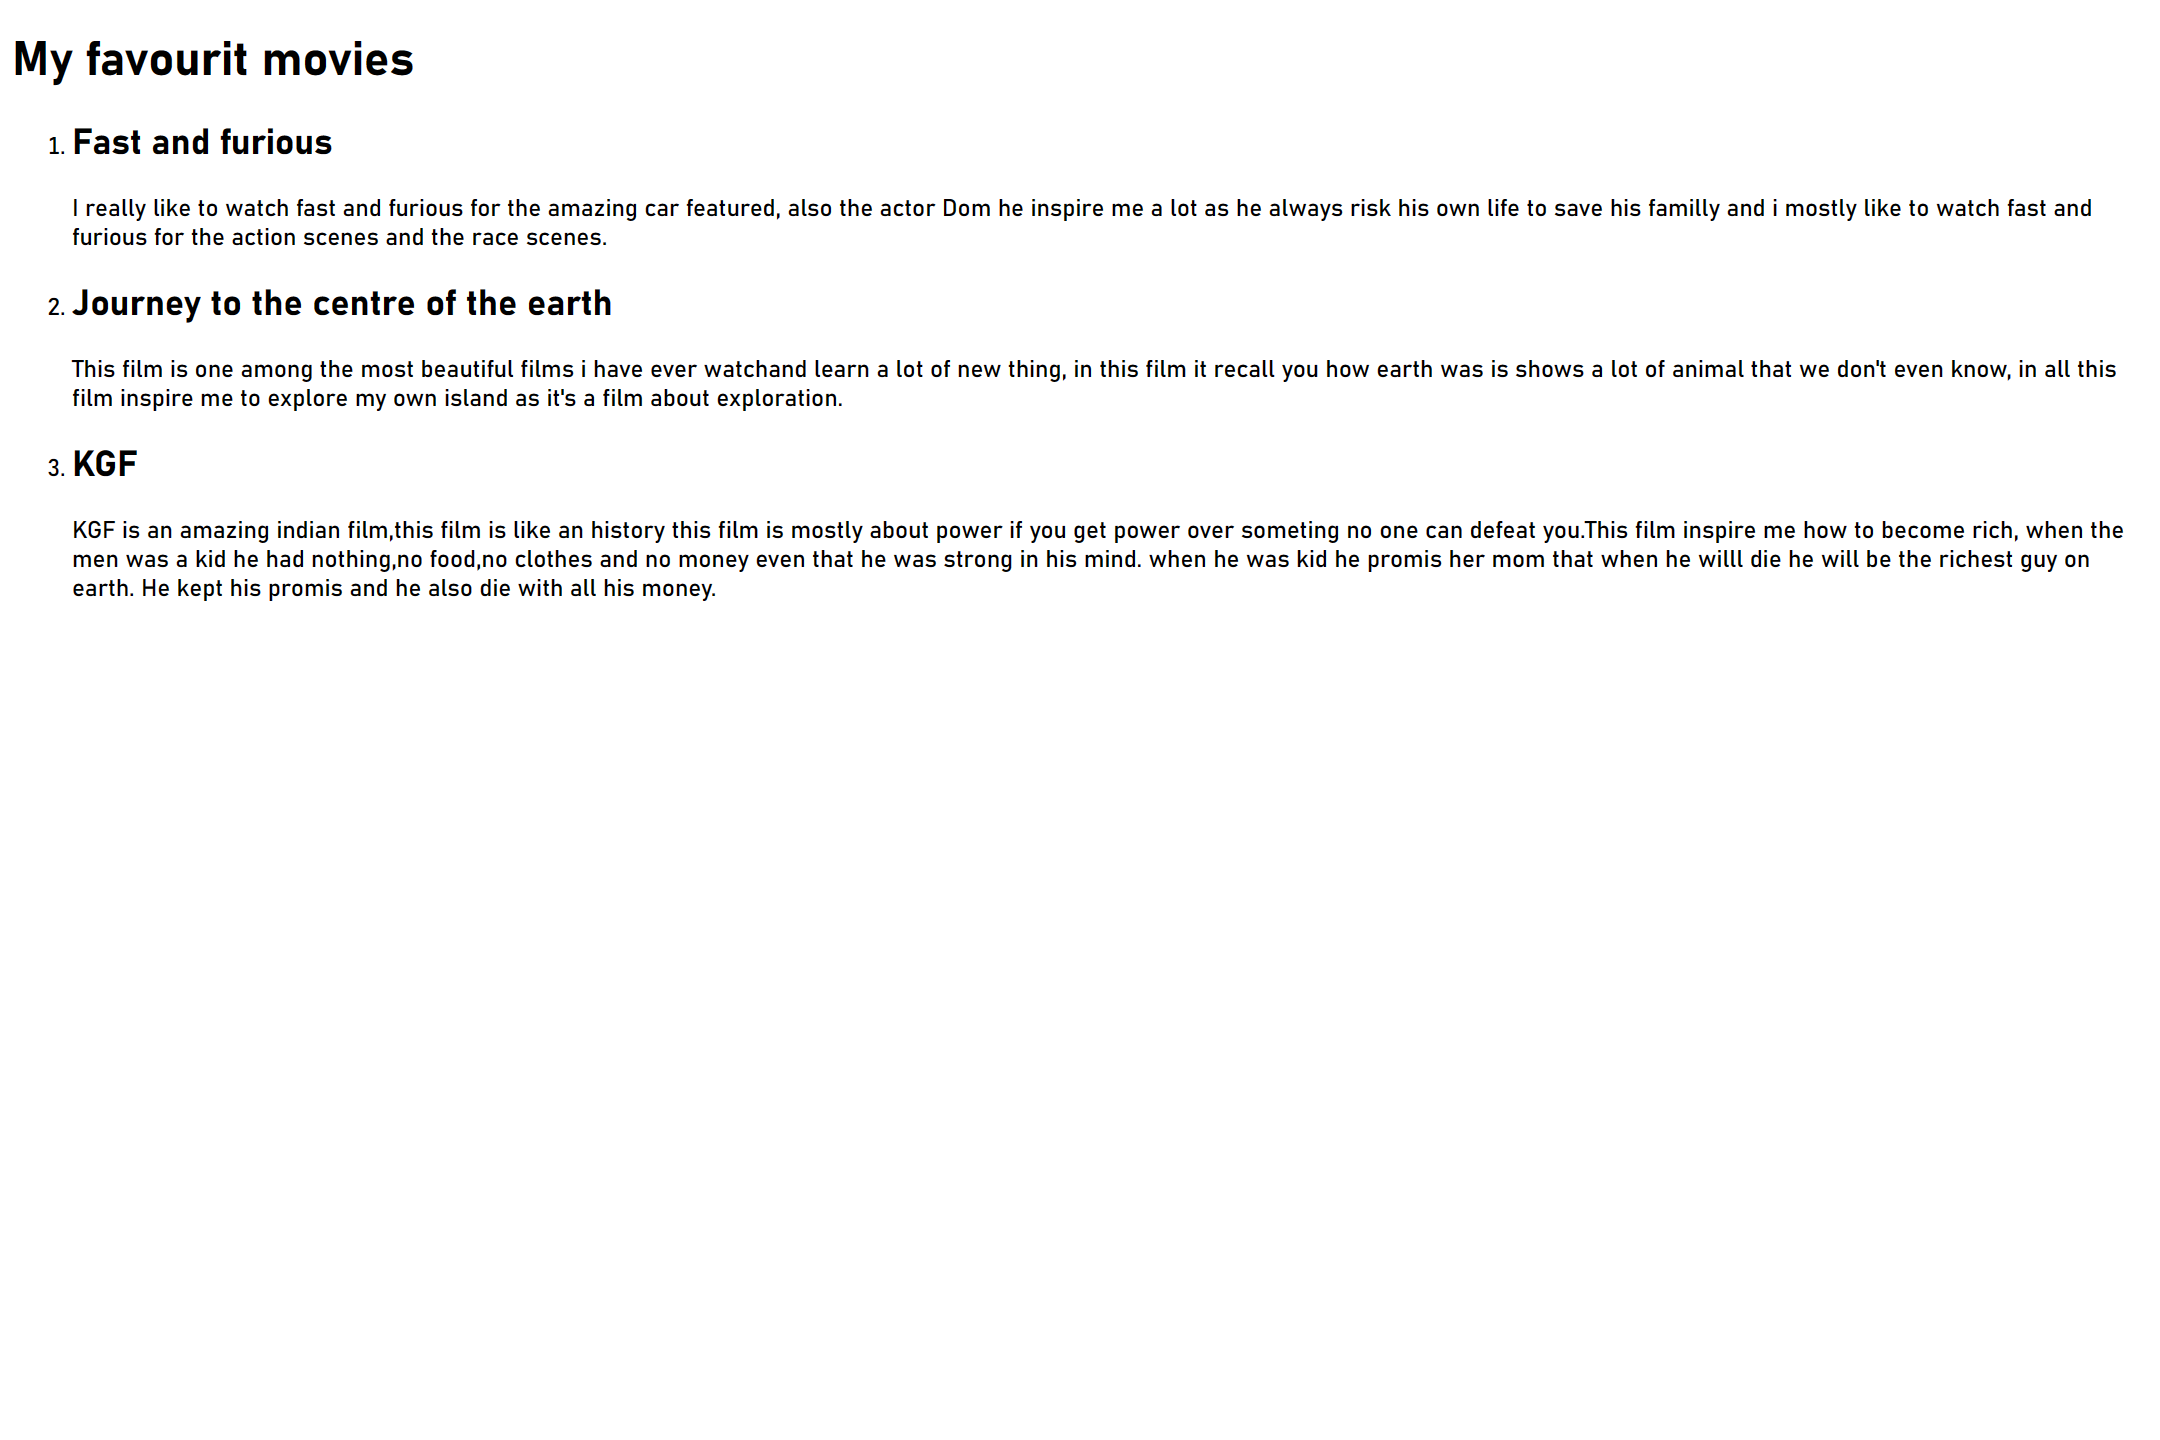 My favourit movies
1. Fast and furious
I really like to watch fast and furious for the amazing car featured, also the actor Dom he inspire me a lot as he always risk his own life to save his familly and i mostly like to watch fast and
furious for the action scenes and the race scenes.
2. Journey to the centre of the earth
This film is one among the most beautiful films i have ever watchand learn a lot of new thing, in this film it recall you how earth was is shows a lot of animal that we don't even know, in all this
film inspire me to explore my own island as it's a film about exploration.
3. KGF
KGF is an amazing indian film,this film is like an history this film is mostly about power if you get power over someting no one can defeat you.This film inspire me how to become rich, when the
men was a kid he had nothing,no food,no clothes and no money even that he was strong in his mind. when he was kid he promis her mom that when he willl die he will be the richest guy on
earth. He kept his promis and he also die with all his money.